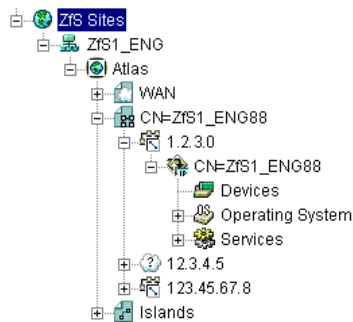 ZfS Sites
ZfS1_ENG
Atlas
WAN
CN=ZfS1_ENG88
1.2.3.0
CN=ZfS1_ENG88
Devices
Operating System
Services
12.3.4.5
123.45.67.8
Islands